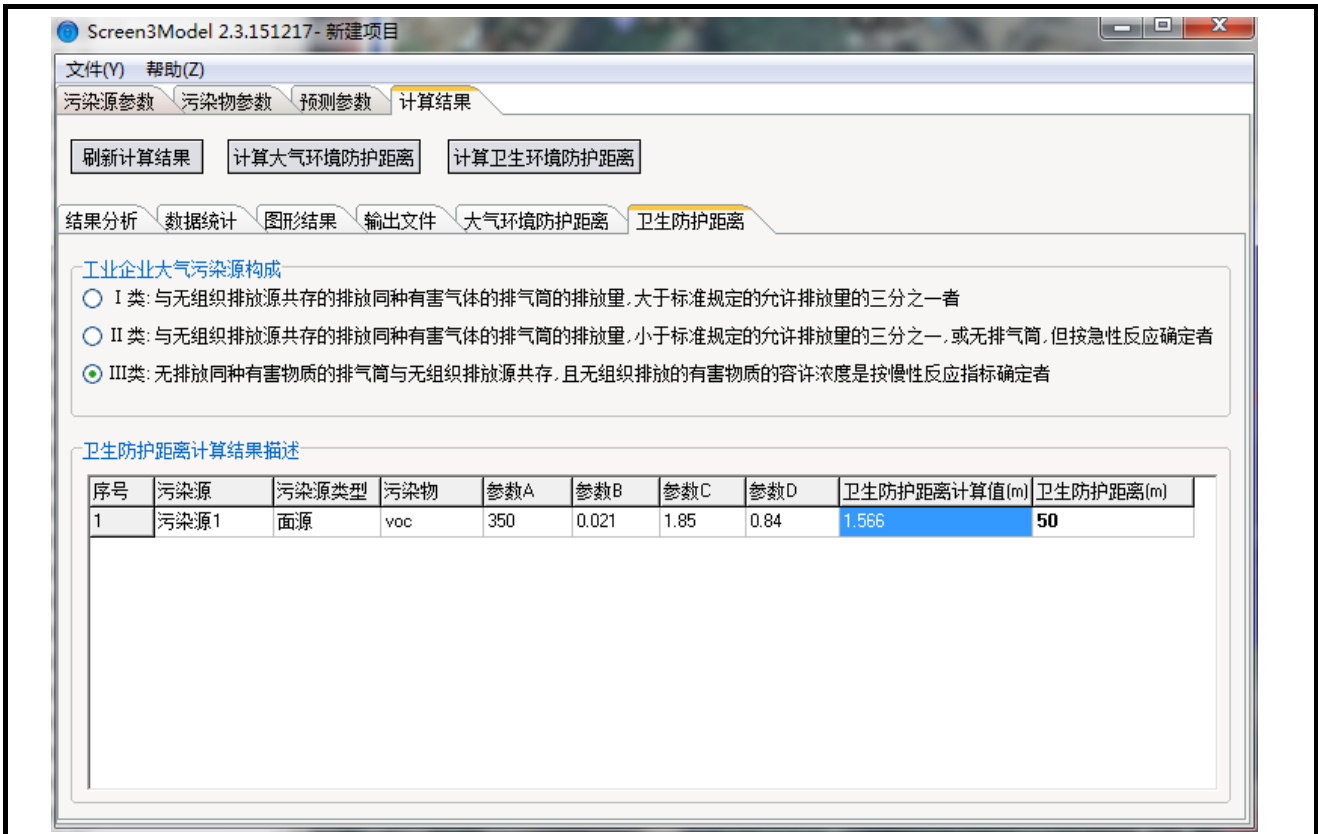 Screen3Model 2.3.151217- 新建项目
文件(Y) 帮助(Z)
污染源参数 污染物参数 预测参数 计算结果
刷新计算结果 计算大气环境防护距离 计算卫生环境防护距离
结果分析 数据统计 图形结果 输出文件 大气环境防护距离 卫生防护距离
工业企业大气污染源构成
I 类: 与无组织排放源共存的排放同种有害气体的排气筒的排放量,大于标准规定的允许排放量的三分之一者
II 类: 与无组织排放源共存的排放同种有害气体的排气筒的排放量,小于标准规定的允许排放量的三分之一,或无排气筒,但按急性反应确定者
III类: 无排放同种有害物质的排气筒与无组织排放源共存,且无组织排放的有害物质的容许浓度是按慢性反应指标确定者
卫生防护距离计算结果描述
序号 污染源 污染源类型 污染物 参数A 参数B 参数C 参数D 卫生防护距离计算值(m) 卫生防护距离(m)
1 污染源1 面源 voc 350 0.021 1.85 0.84 1.566 50